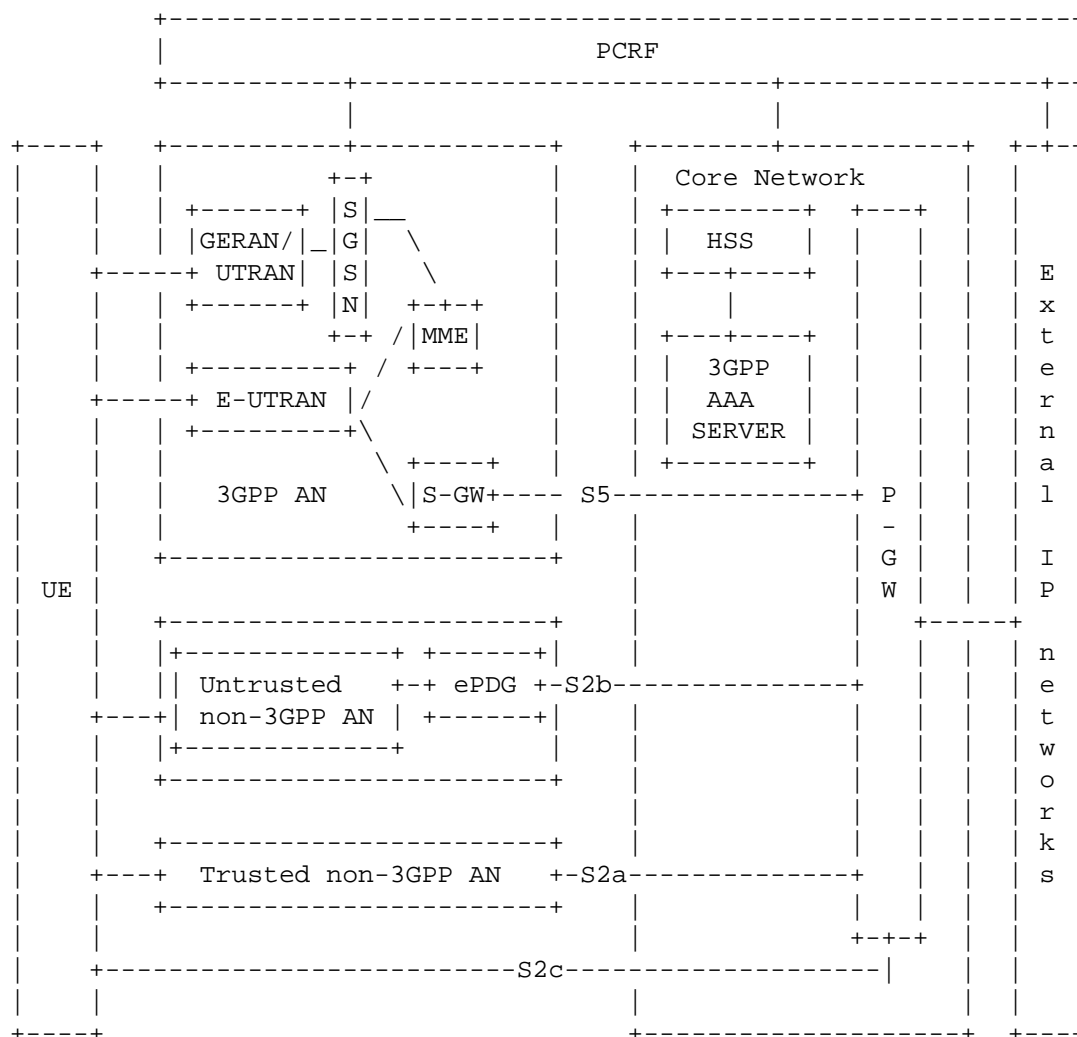 PCRF
Core Network
S
GERAN/ G HSS
UTRAN S
N
MME
3GPP
E-UTRAN AAA
SERVER
3GPP AN S-GW S5 P
-
G
UE W
Untrusted ePDG S2b
non-3GPP AN
Trusted non-3GPP AN S2a
S2c
E
x
t
e
r
n
a
l
I
P
n
e
t
w
o
r
k
s